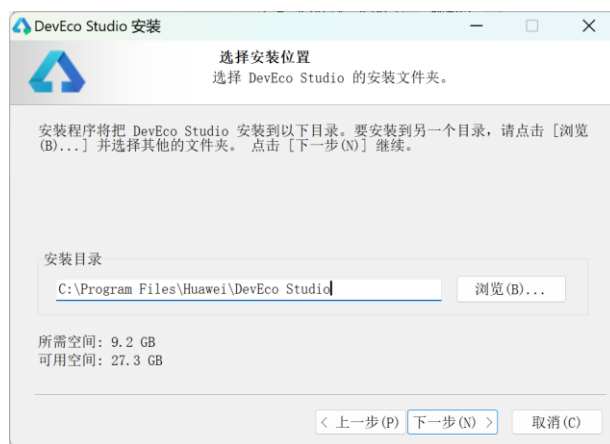 DevEco Studio 安装
选择安装位置
选择 DevEco Studio 的安装文件夹。
安装程序将把 DevEco Studio 安装到以下目录。要安装到另一个目录，请点击 [浏览
(B)...] 并选择其他的文件夹。 点击 [下一步(N)] 继续。
安装目录
C:\Program Files\Huawei\DevEco Studio
浏览(B)...
所需空间: 9.2 GB
可用空间: 27.3 GB
< 上一步(P)
下一步(N) >
取消(C)